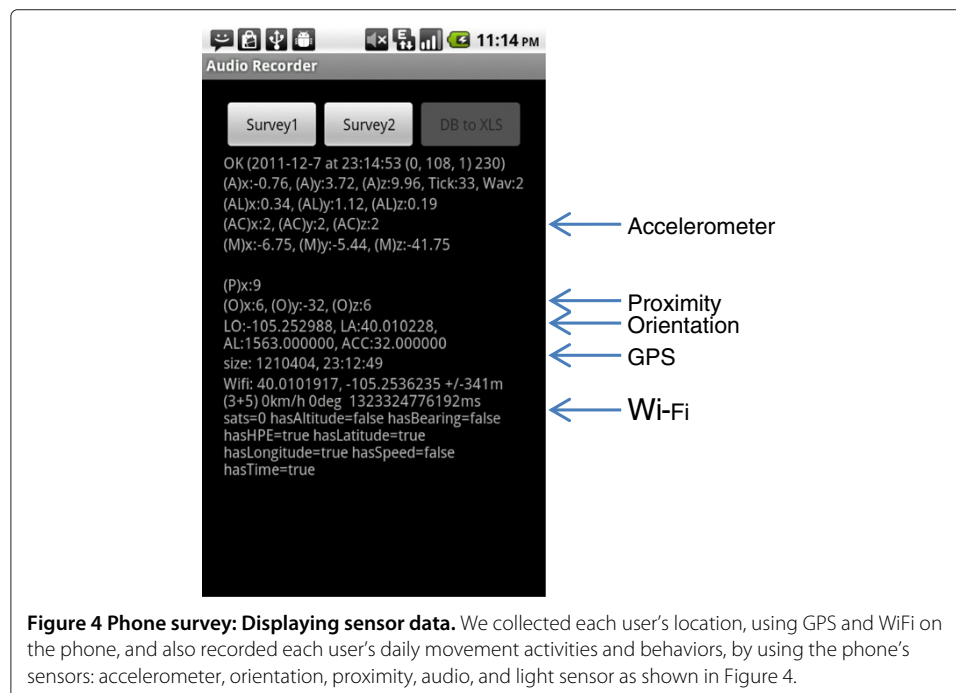 11:14 PM
Audio Recorder
Survey1 Survey2 DB to XLS
OK (2011-12-7 at 23:14:53 (0, 108, 1) 230)
(A)x:-0.76, (A)y:3.72, (A)z:9.96, Tick:33, Wav:2
(AL)x:0.34, (AL)y:1.12, (AL)z:0.19
(AC)x:2, (AC)y:2, (AC)z:2
(M)x:-6.75, (M)y:-5.44, (M)z:-41.75
(P)x:9
(O)x:6, (O)y:-32, (O)z:6
LO:-105.252988, LA:40.010228,
AL:1563.000000, ACC:32.000000
size: 1210404, 23:12:49
Wifi: 40.0101917, -105.2536235 +/-341m
(3+5) 0km/h 0deg 1323324776192ms
sats=0 hasAltitude=false hasBearing=false
hasHPE=true hasLatitude=true
hasLongitude=true hasSpeed=false
hasTime=true
Accelerometer
Proximity
Orientation
GPS
Wi-Fi
Figure 4 Phone survey: Displaying sensor data. We collected each user's location, using GPS and WiFi on
the phone, and also recorded each user's daily movement activities and behaviors, by using the phone's
sensors: accelerometer, orientation, proximity, audio, and light sensor as shown in Figure 4.